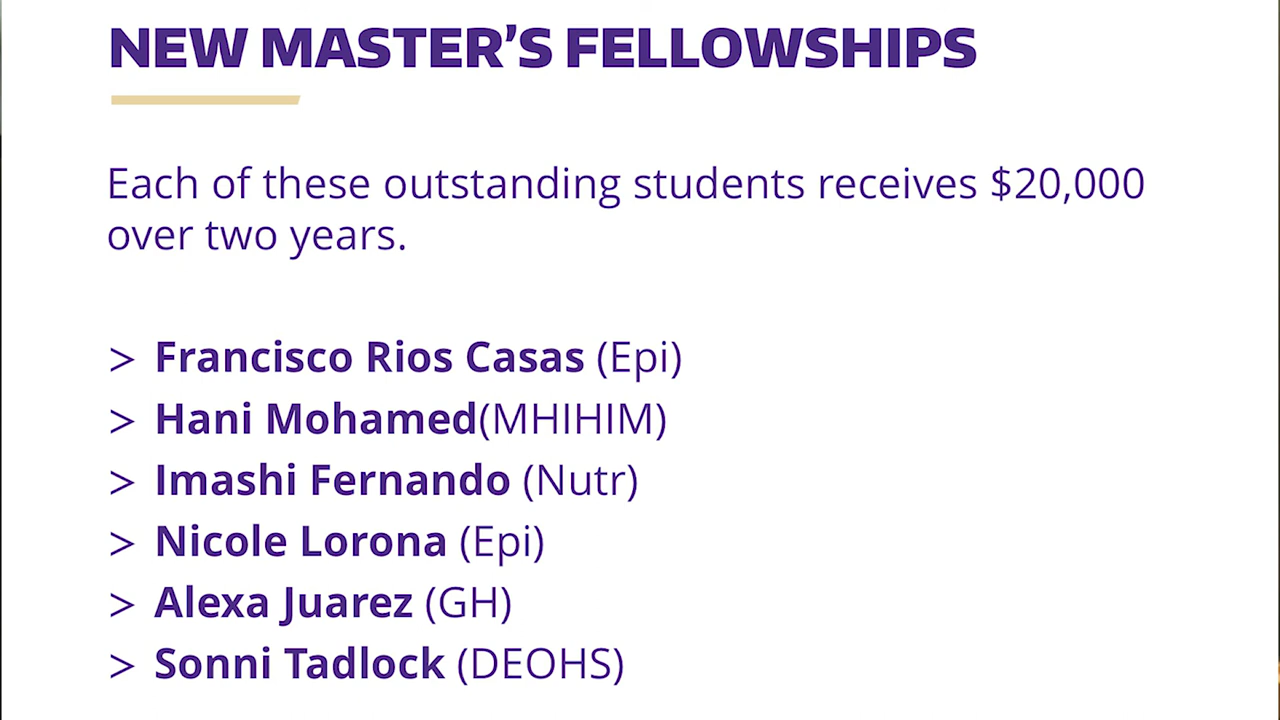 NEW MASTER’S FELLOWSHIPS
Each of these outstanding students receives $20,000
over two years.
> Francisco Rios Casas (Epi)
> Hani Mohamed(MHIHIM)
> Imashi Fernando (Nutr)
> Nicole Lorona (Epi)
> Alexa Juarez (GH)
> Sonni Tadlock (DEOHS)